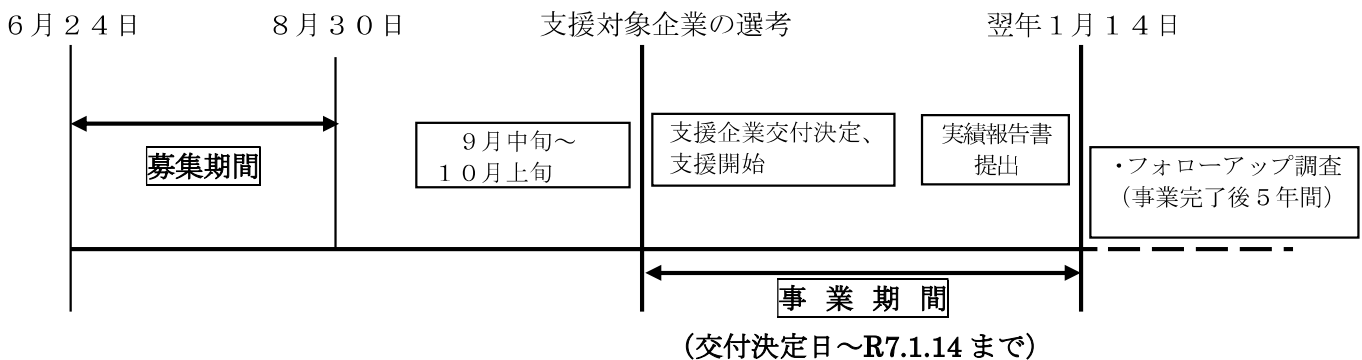 ６月２４日
８月３０日
支援対象企業の選考
翌年１月１４日
募集期間
９月中旬～
１０月上旬
支援企業交付決定、
支援開始
実績報告書
提出
・フォローアップ調査
（事業完了後５年間）
事 業 期 間
（交付決定日～R7.1.14 まで）